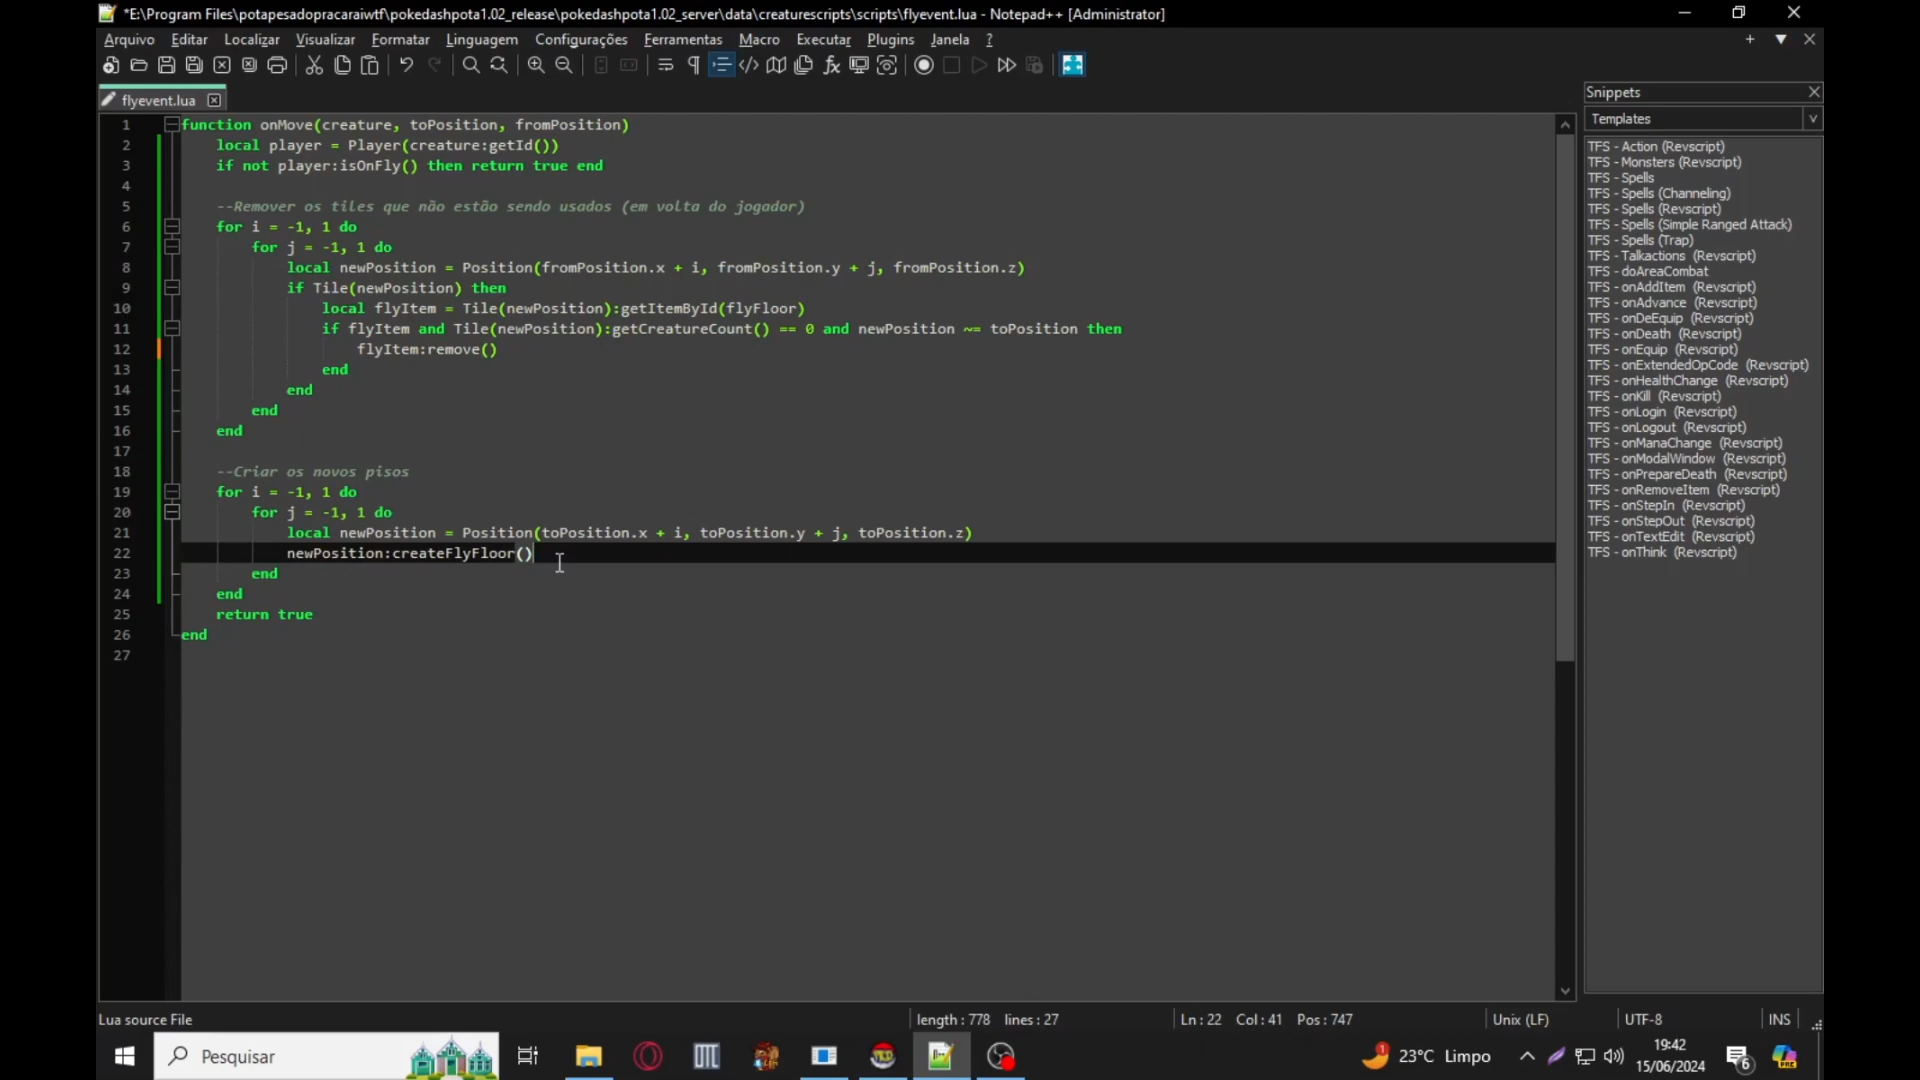 *E:\Program Files\potapesadopracaraiwtf\pokedashpota1.02_release\pokedashpota1.02_server\data\creaturescripts\scripts\flyevent.lua - Notepad++ [Administrator]
Arquivo Editar Localizar Visualizar Formatar Linguagem Configurações Ferramentas Macro Executar Plugins Janela ?
flyevent.lua
1 function onMove(creature, toPosition, fromPosition)
2 local player = Player(creature:getId())
3 if not player:isOnFly() then return true end
4
5 --Remover os tiles que não estão sendo usados (em volta do jogador)
6 for i = -1, 1 do
7 for j = -1, 1 do
8 local newPosition = Position(fromPosition.x + i, fromPosition.y + j, fromPosition.z)
9 if Tile(newPosition) then
10 local flyItem = Tile(newPosition):getItemById(flyFloor)
11 if flyItem and Tile(newPosition):getCreatureCount() == 0 and newPosition ~= toPosition then
12 flyItem:remove()
13 end
14 end
15 end
16 end
17
18 --Criar os novos pisos
19 for i = -1, 1 do
20 for j = -1, 1 do
21 local newPosition = Position(toPosition.x + i, toPosition.y + j, toPosition.z)
22 newPosition:createFlyFloor()
23 end
24 end
25 return true
26 end
27
Snippets
Templates
TFS - Action (Revscript)
TFS - Monsters (Revscript)
TFS - Spells
TFS - Spells (Channeling)
TFS - Spells (Revscript)
TFS - Spells (Simple Ranged Attack)
TFS - Spells (Trap)
TFS - Talkactions (Revscript)
TFS - doAreaCombat
TFS - onAddItem (Revscript)
TFS - onAdvance (Revscript)
TFS - onDeEquip (Revscript)
TFS - onDeath (Revscript)
TFS - onEquip (Revscript)
TFS - onExtendedOpCode (Revscript)
TFS - onHealthChange (Revscript)
TFS - onKill (Revscript)
TFS - onLogin (Revscript)
TFS - onLogout (Revscript)
TFS - onManaChange (Revscript)
TFS - onModalWindow (Revscript)
TFS - onPrepareDeath (Revscript)
TFS - onRemoveItem (Revscript)
TFS - onStepIn (Revscript)
TFS - onStepOut (Revscript)
TFS - onTextEdit (Revscript)
TFS - onThink (Revscript)
Lua source File length : 778 lines : 27 Ln : 22 Col : 41 Pos : 747 Unix (LF) UTF-8 INS
Pesquisar
23°C Limpo
19:42
15/06/2024
6